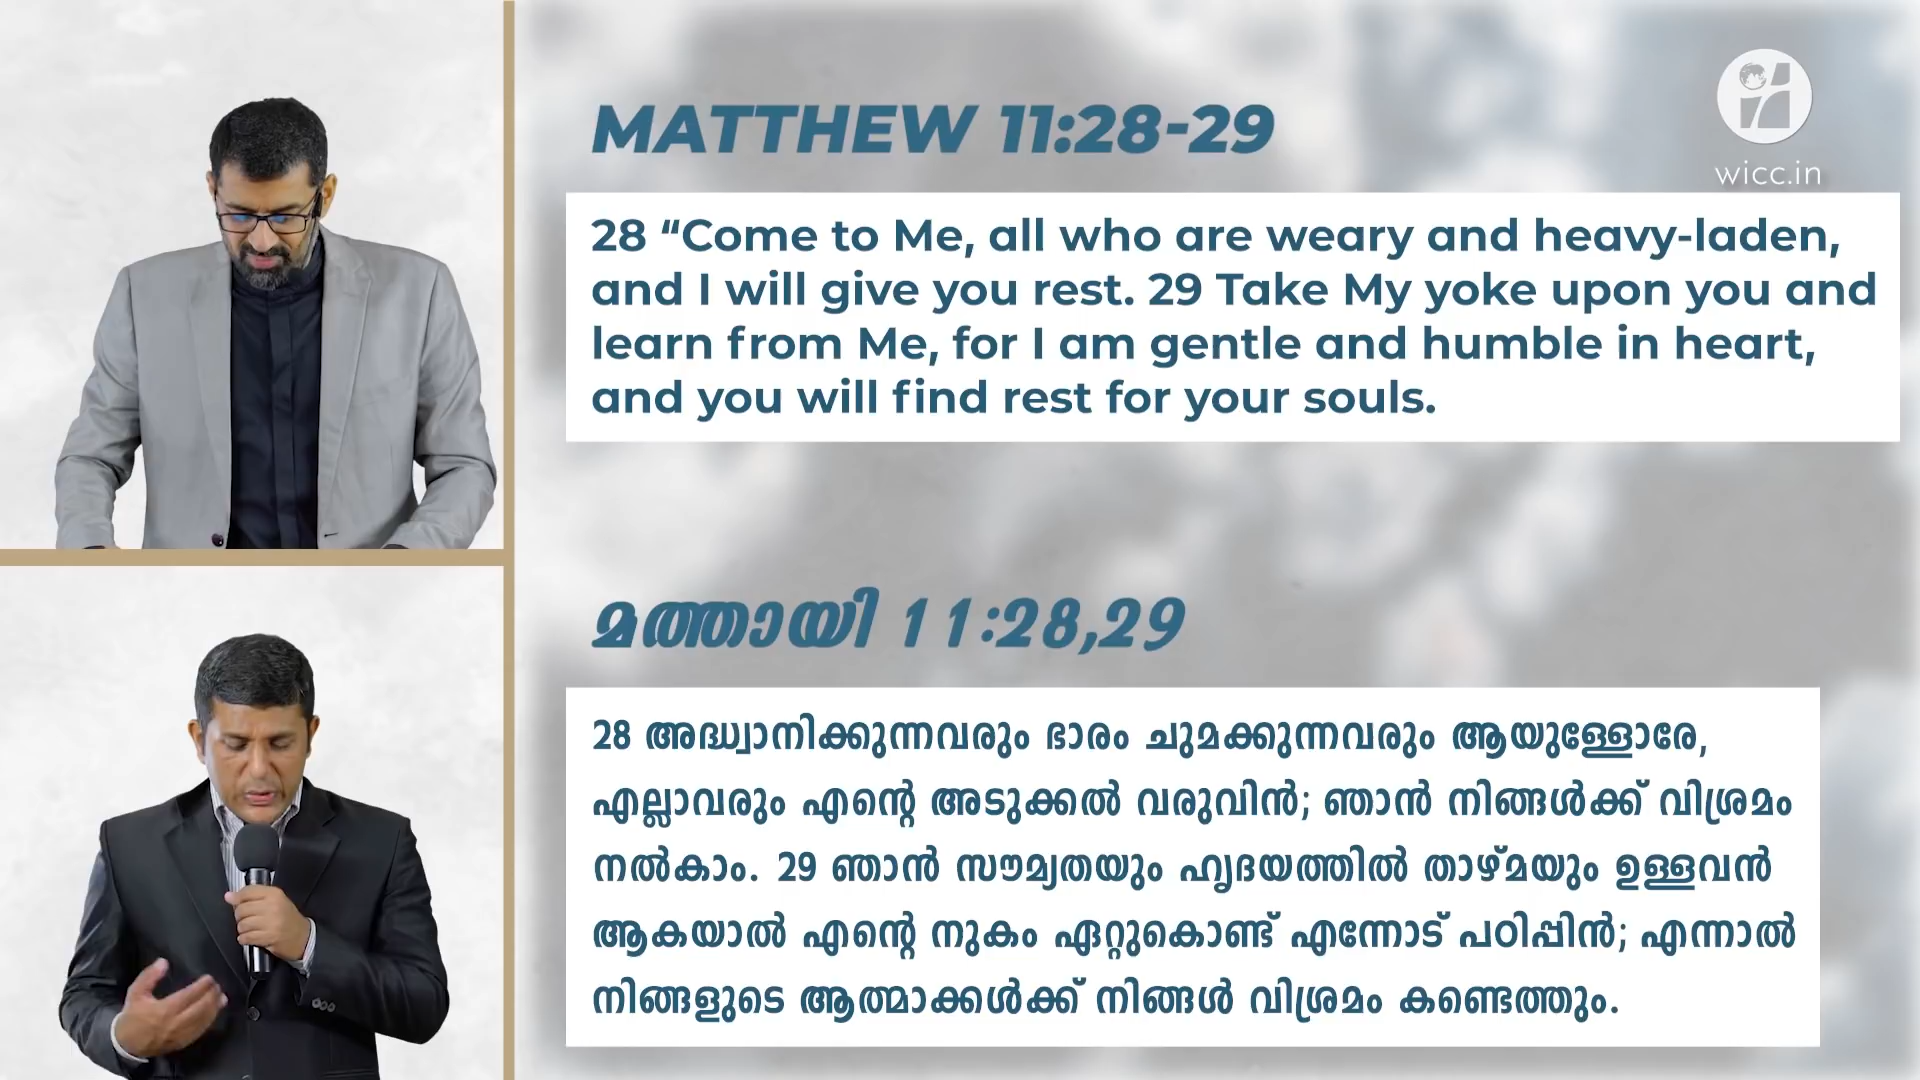 MATTHEW 11:28-29
wicc.in
28 “Come to Me, all who are weary and heavy-laden,
and I will give you rest. 29 Take My yoke upon you and
learn from Me, for I am gentle and humble in heart,
and you will find rest for your souls.
മത്തായി 11:28,29
28 അദ്ധ്വാനിക്കുന്നവരും ഭാരം ചുമക്കുന്നവരും ആയുള്ളോരേ,
എല്ലാവരും എന്റെ അടുക്കൽ വരുവിൻ; ഞാൻ നിങ്ങൾക്ക് വിശ്രമം
നൽകാം. 29 ഞാൻ സൗമ്യതയും ഹൃദയത്തിൽ താഴ്മയും ഉള്ളവൻ
ആകയാൽ എന്റെ നുകം ഏറ്റുകൊണ്ട് എന്നോട് പഠിപ്പിൻ; എന്നാൽ
നിങ്ങളുടെ ആത്മാക്കൾക്ക് നിങ്ങൾ വിശ്രമം കണ്ടെത്തും.